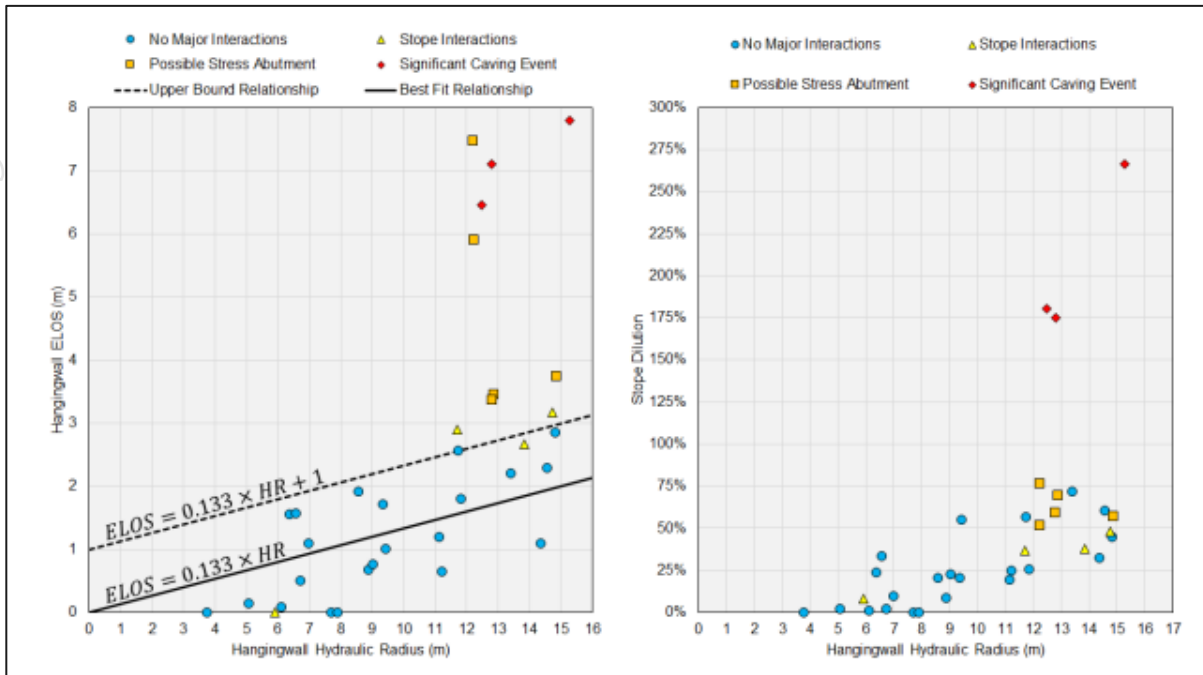 No Major Interactions
Stope Interactions
Possible Stress Abutment
Significant Caving Event
Upper Bound Relationship
Best Fit Relationship
8
7
6
5
4
3
2
1
0
Hangingwall ELOS (m)
ELOS = 0.133 × HR + 1
ELOS = 0.133 × HR
0 1 2 3 4 5 6 7 8 9 10 11 12 13 14 15 16
Hangingwall Hydraulic Radius (m)
No Major Interactions
Stope Interactions
Possible Stress Abutment
Significant Caving Event
300%
275%
250%
225%
200%
175%
150%
125%
100%
75%
50%
25%
0%
Stope Dilution
0 1 2 3 4 5 6 7 8 9 10 11 12 13 14 15 16 17
Hangingwall Hydraulic Radius (m)